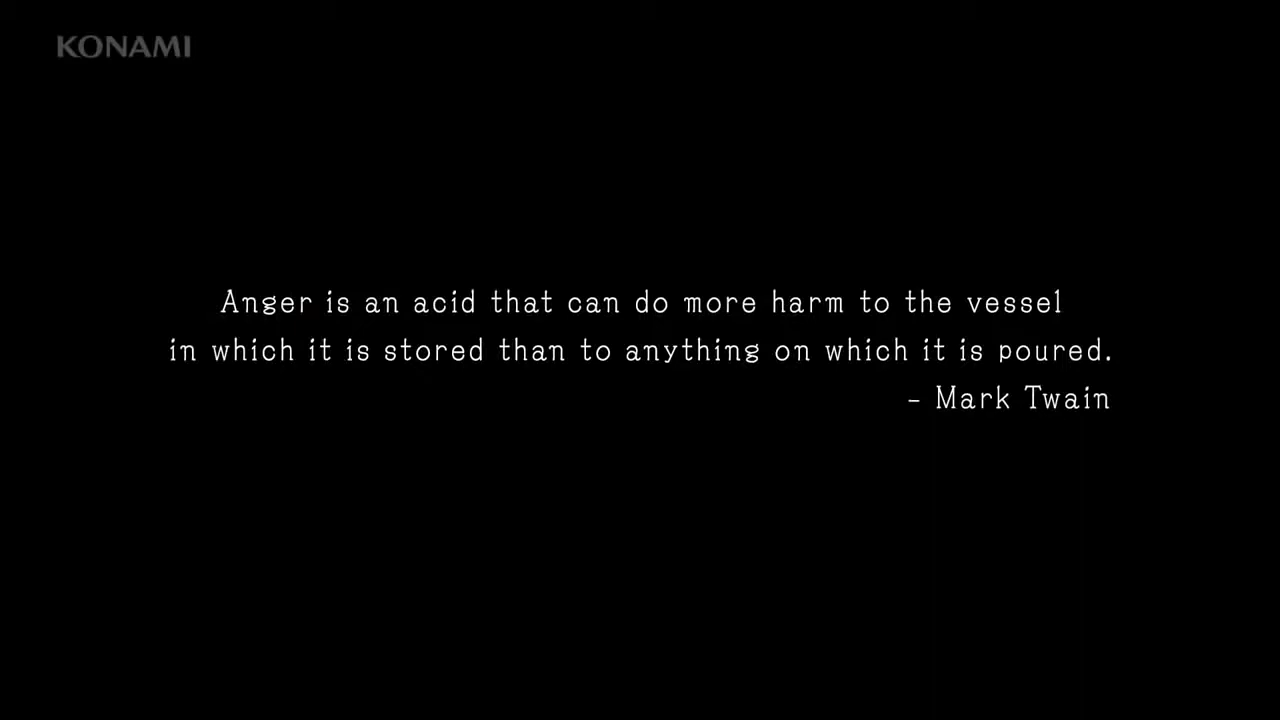 KONAMI
Anger is an acid that can do more harm to the vessel
in which it is stored than to anything on which it is poured.
- Mark Twain